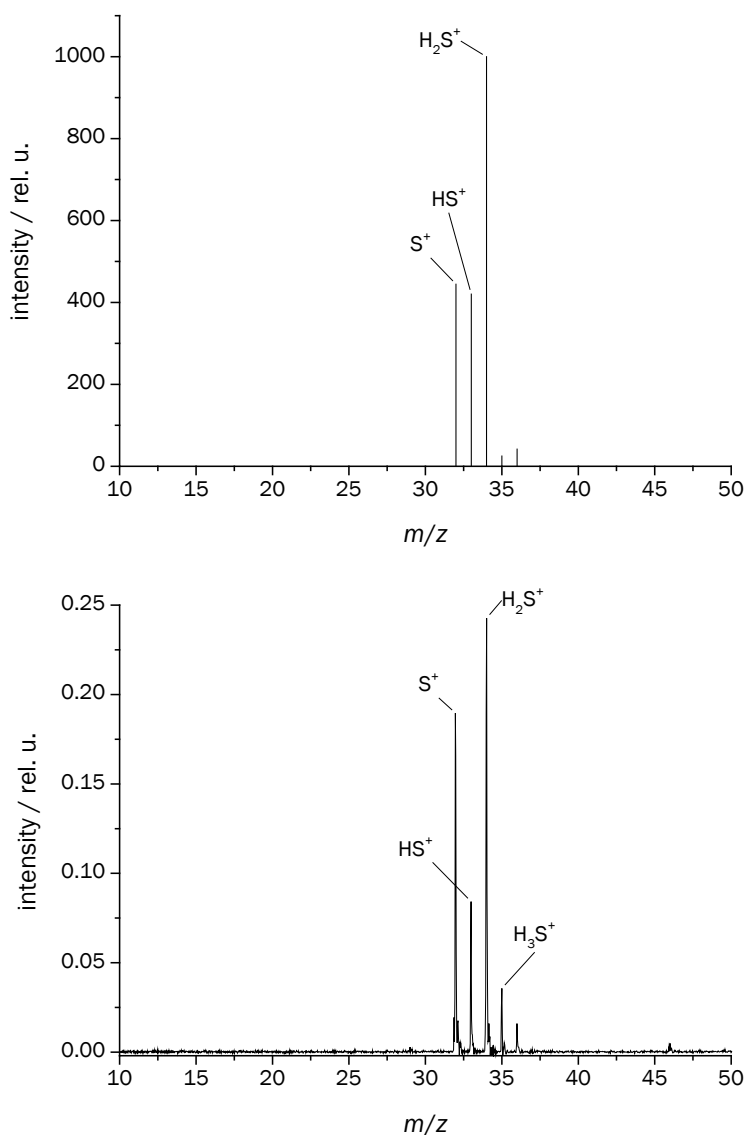 H₂S⁺
1000
800
HS⁺
600
S⁺
400
200
0
10 15 20 25 30 35 40 45 50
intensity / rel. u.
m/z
0.25
H₂S⁺
0.20
S⁺
0.15
HS⁺
0.10
H₃S⁺
0.05
0.00
10 15 20 25 30 35 40 45 50
intensity / rel. u.
m/z